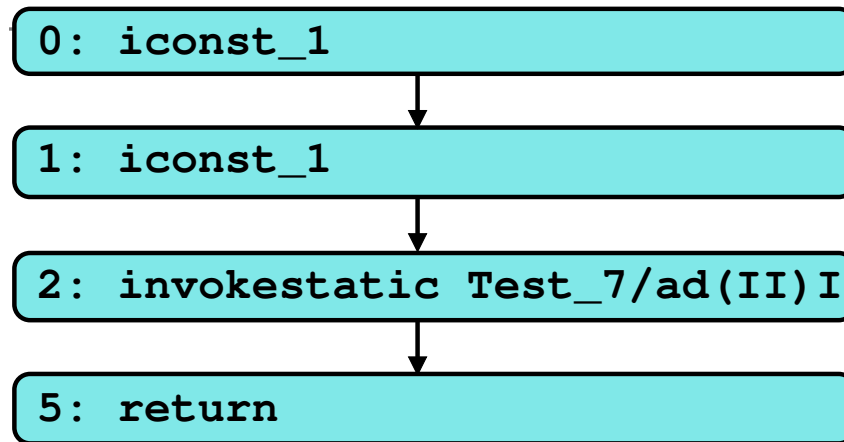 0: iconst_1
1: iconst_1
2: invokestatic Test_7/ad(II)I
5: return